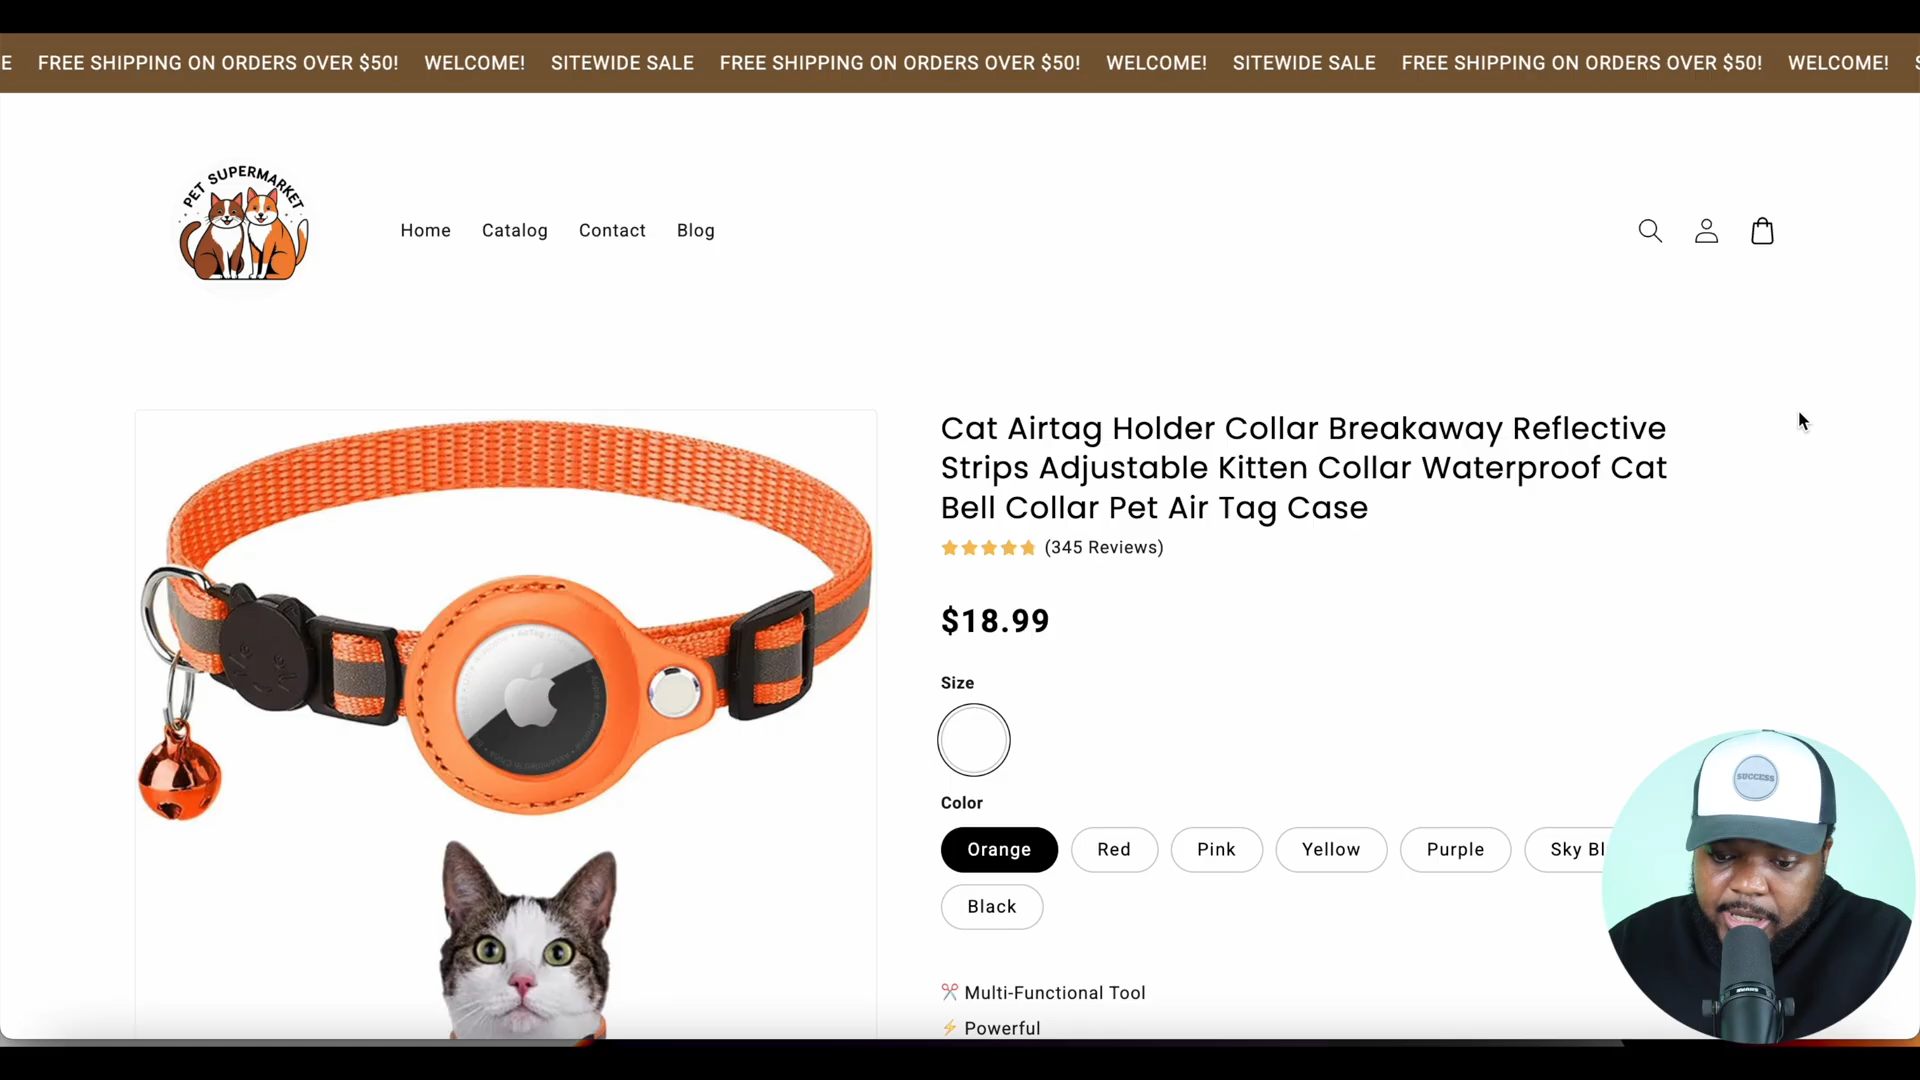 E FREE SHIPPING ON ORDERS OVER $50! WELCOME! SITEWIDE SALE FREE SHIPPING ON ORDERS OVER $50! WELCOME! SITEWIDE SALE FREE SHIPPING ON ORDERS OVER $50! WELCOME! S
PET SUPERMARKET
Home Catalog Contact Blog
Cat Airtag Holder Collar Breakaway Reflective
Strips Adjustable Kitten Collar Waterproof Cat
Bell Collar Pet Air Tag Case
(345 Reviews)
$18.99
Size
Color
Orange Red Pink Yellow Purple Sky Bl
Black
✂️ Multi-Functional Tool
⚡ Powerful
SUCCESS
SHURE